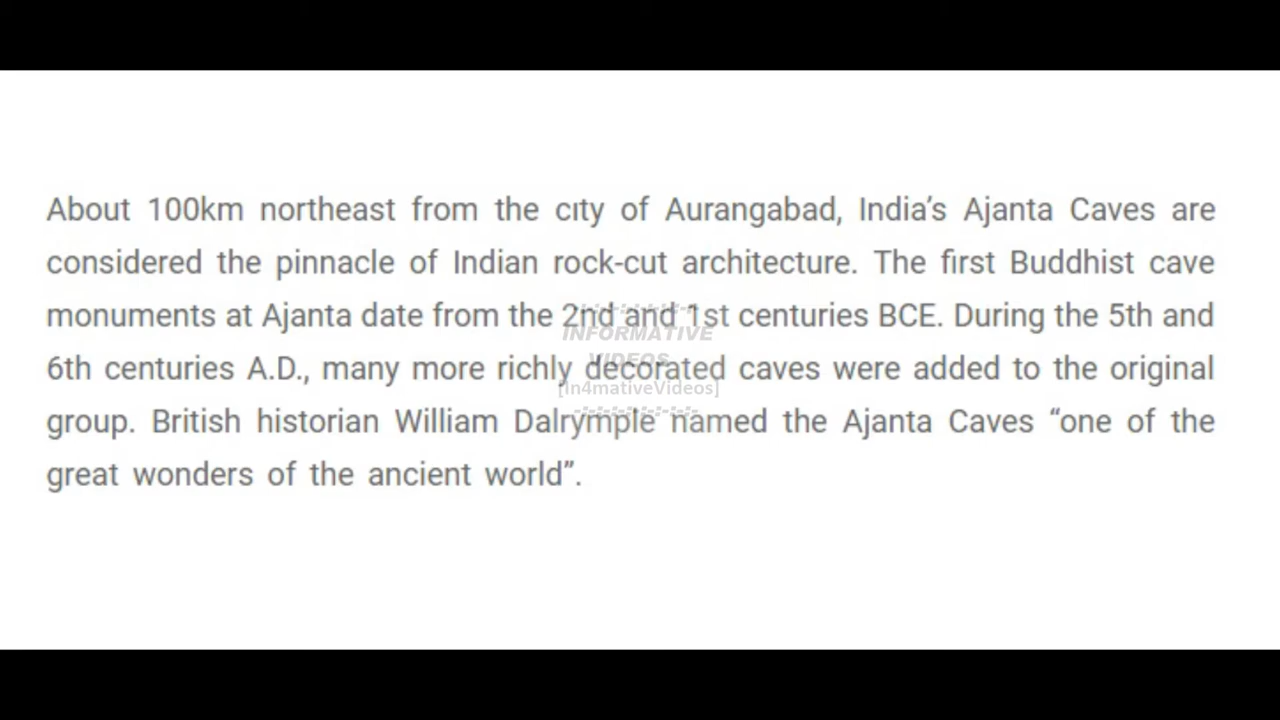 About 100km northeast from the cıty of Aurangabad, India’s Ajanta Caves are
considered the pinnacle of Indian rock-cut architecture. The first Buddhist cave
monuments at Ajanta date from the 2nd and 1st centuries BCE. During the 5th and
INFORMATIVE
VIDEOS
6th centuries A.D., many more richly decorated caves were added to the original
[In4mativeVideos]
group. British historian William Dalrymple named the Ajanta Caves “one of the
great wonders of the ancient world”.